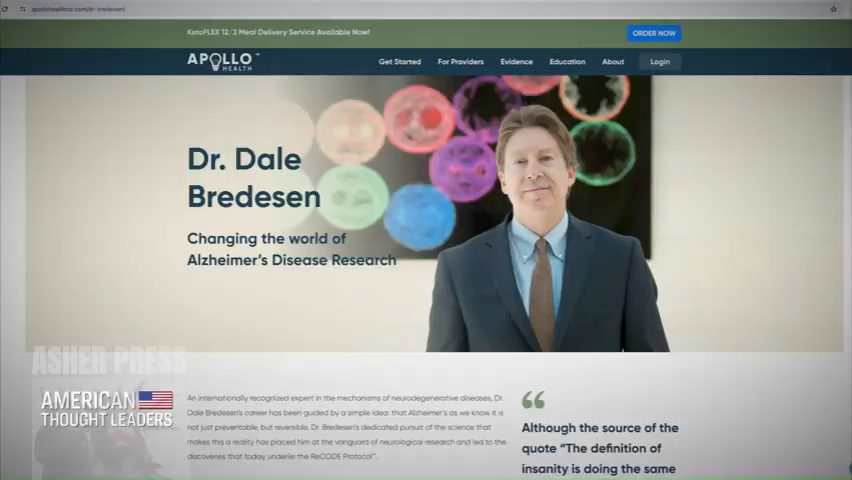 apollohealthco.com/dr-bredesen/
KetoFLEX 12/3 Meal Delivery Service Available Now!
ORDER NOW
APOLLO™
HEALTH
Get Started
For Providers
Evidence
Education
About
Login
Dr. Dale
Bredesen
Changing the world of
Alzheimer's Disease Research
ASHER PRESS
AMERICAN
THOUGHT LEADERS
An internationally recognized expert in the mechanisms of neurodegenerative diseases, Dr.
Dale Bredesen's career has been guided by a simple idea: that Alzheimer's as we know it is
not just preventable, but reversible. Dr. Bredesen's dedicated pursuit of the science that
makes this a reality has placed him at the vanguard of neurological research and led to the
discoveries that today underlie the ReCODE Protocol™.
“
Although the source of the
quote “The definition of
insanity is doing the same